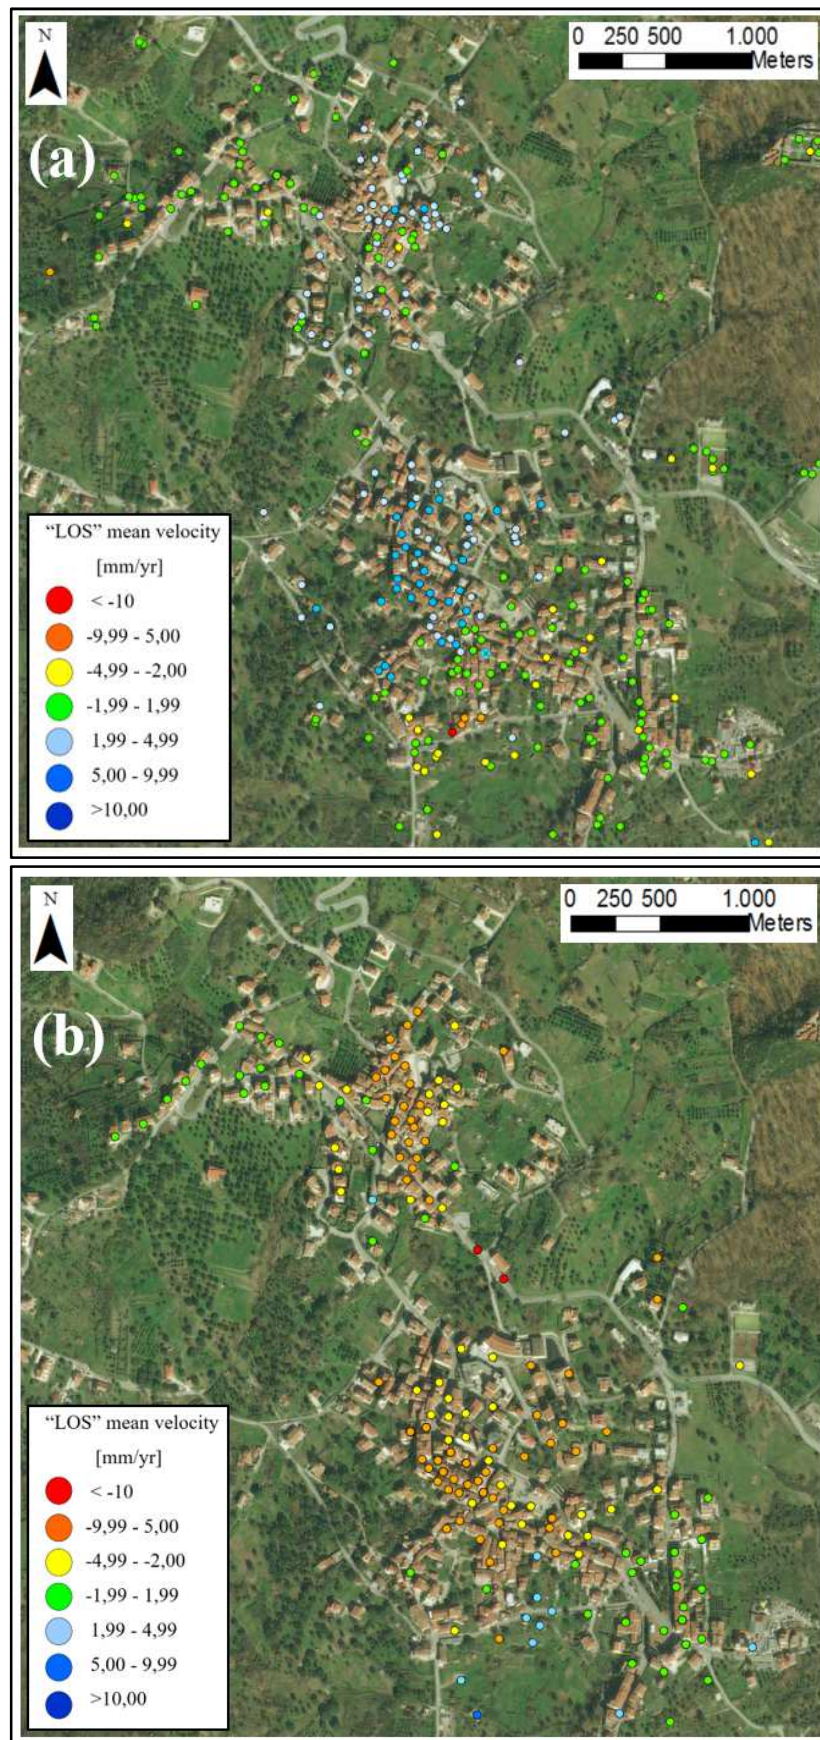 N
0 250 500 1.000
Meters
(a)
“LOS” mean velocity
[mm/yr]
< -10
-9,99 - 5,00
-4,99 - -2,00
-1,99 - 1,99
1,99 - 4,99
5,00 - 9,99
>10,00
N
0 250 500 1.000
Meters
(b)
“LOS” mean velocity
[mm/yr]
< -10
-9,99 - 5,00
-4,99 - -2,00
-1,99 - 1,99
1,99 - 4,99
5,00 - 9,99
>10,00